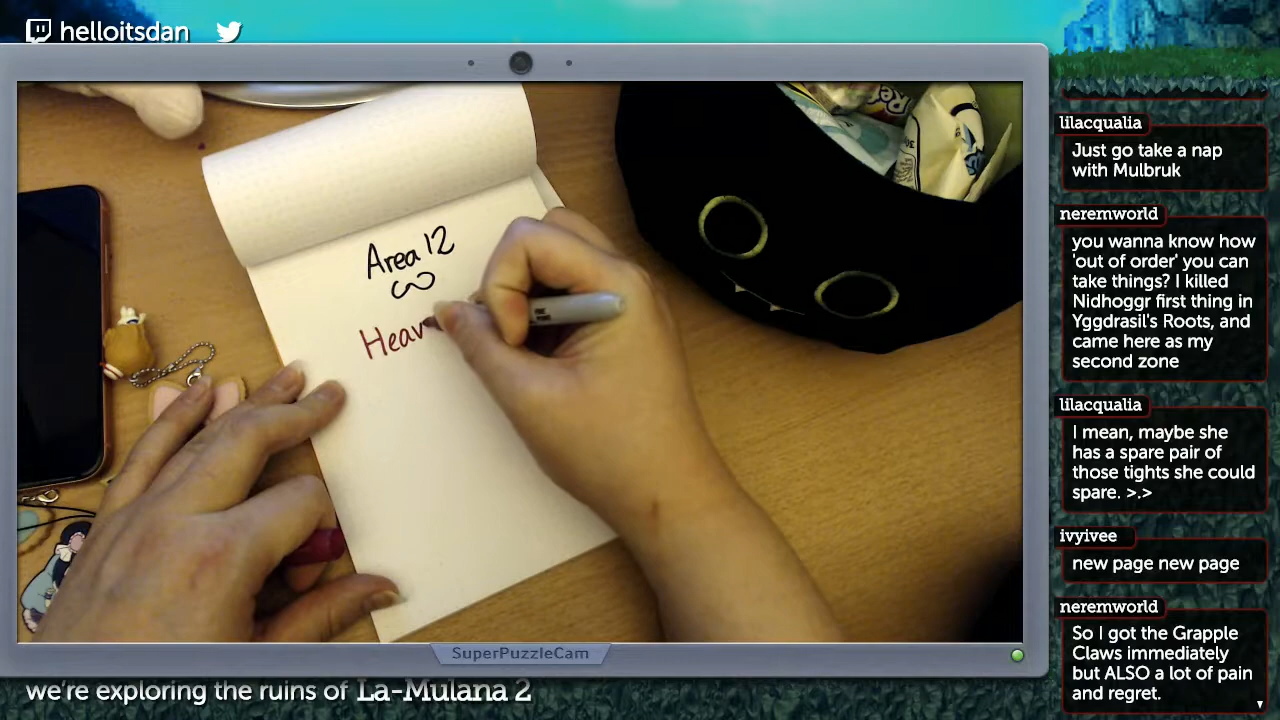 helloitsdan
Area 12
Heav
SuperPuzzleCam
we're exploring the ruins of La-Mulana 2
lilacqualia
Just go take a nap
with Mulbruk
neremworld
you wanna know how
'out of order' you can
take things? I killed
Nidhoggr first thing in
Yggdrasil's Roots, and
came here as my
second zone
lilacqualia
I mean, maybe she
has a spare pair of
those tights she could
spare. >.>
ivyivee
new page new page
neremworld
So I got the Grapple
Claws immediately
but ALSO a lot of pain
and regret.